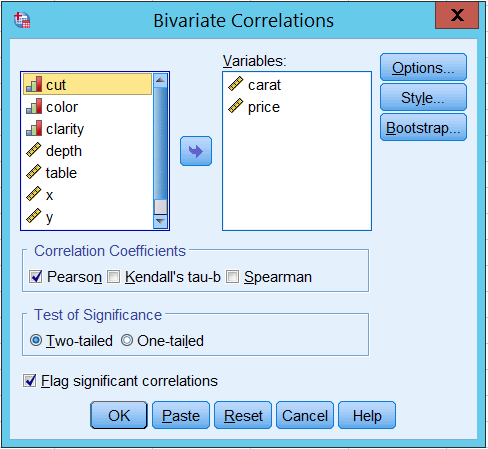 Bivariate Correlations
X
cut
color
clarity
depth
table
x
y
Variables:
carat
price
Options...
Style...
Bootstrap...
Correlation Coefficients
Pearson Kendall's tau-b Spearman
Test of Significance
Two-tailed One-tailed
Flag significant correlations
OK Paste Reset Cancel Help